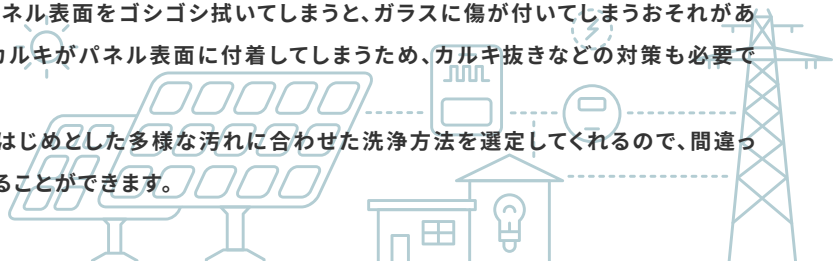 ネル表面をゴシゴシ拭いてしまうと、ガラスに傷が付いてしまうおそれがあ
カルキがパネル表面に付着してしまうため、カルキ抜きなどの対策も必要で
はじめとした多様な汚れに合わせた洗浄方法を選定してくれるので、間違っ
ることができます。